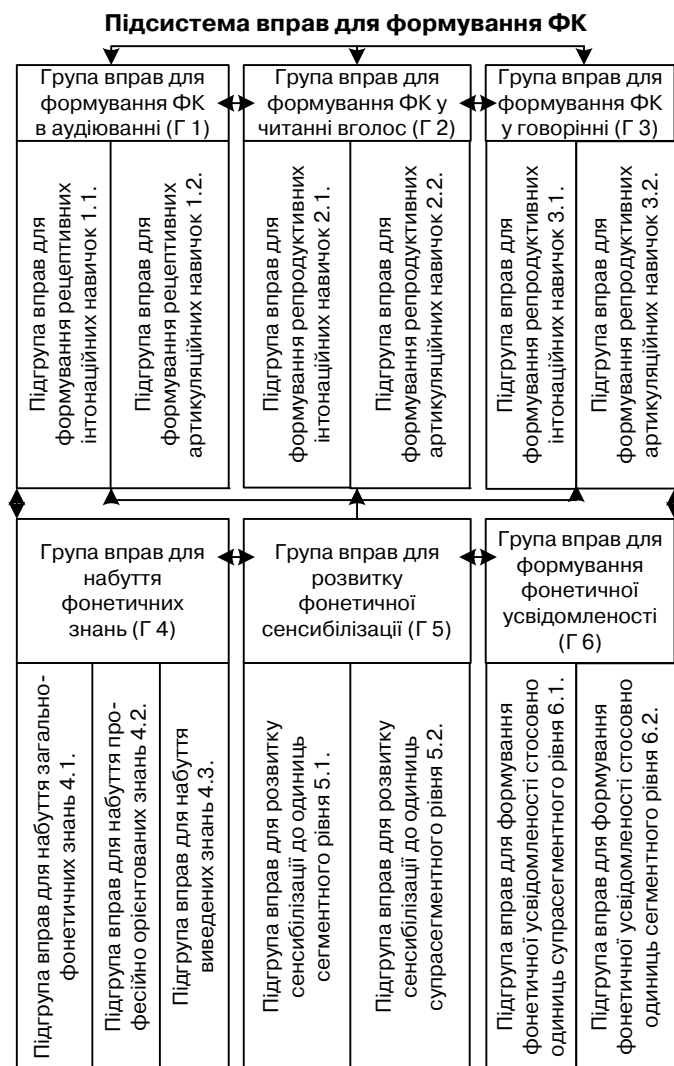 Підсистема вправ для формування ФК
Група вправ для
формування ФК
в аудіюванні (Г 1)
Група вправ для
формування ФК у
читанні вголос (Г 2)
Група вправ для
формування ФК
у говорінні (Г 3)
Підгрупа вправ для
формування рецептивних
інтонаційних навичок 1.1.
Підгрупа вправ для
формування рецептивних
артикуляційних навичок 1.2.
Підгрупа вправ для
формування репродуктивних
інтонаційних навичок 2.1.
Підгрупа вправ для
формування репродуктивних
артикуляційних навичок 2.2.
Підгрупа вправ для
формування репродуктивних
інтонаційних навичок 3.1.
Підгрупа вправ для
формування репродуктивних
артикуляційних навичок 3.2.
Група вправ для
набуття
фонетичних
знань (Г 4)
Група вправ для
розвитку
фонетичної
сенсибілізації (Г 5)
Група вправ для
формування
фонетичної
усвідомленості
(Г 6)
Підгрупа вправ для набуття загально-
фонетичних знань 4.1.
Підгрупа вправ для набуття про-
фесійно орієнтованих знань 4.2.
Підгрупа вправ для набуття
виведених знань 4.3.
Підгрупа вправ для розвитку
сенсибілізації до одиниць
сегментного рівня 5.1.
Підгрупа вправ для розвитку
сенсибілізації до одиниць
супрасегментного рівня 5.2.
Підгрупа вправ для формування
фонетичної усвідомленості стосовно
одиниць супрасегментного рівня 6.1.
Підгрупа вправ для формування
фонетичної усвідомленості стосовно
одиниць сегментного рівня 6.2.